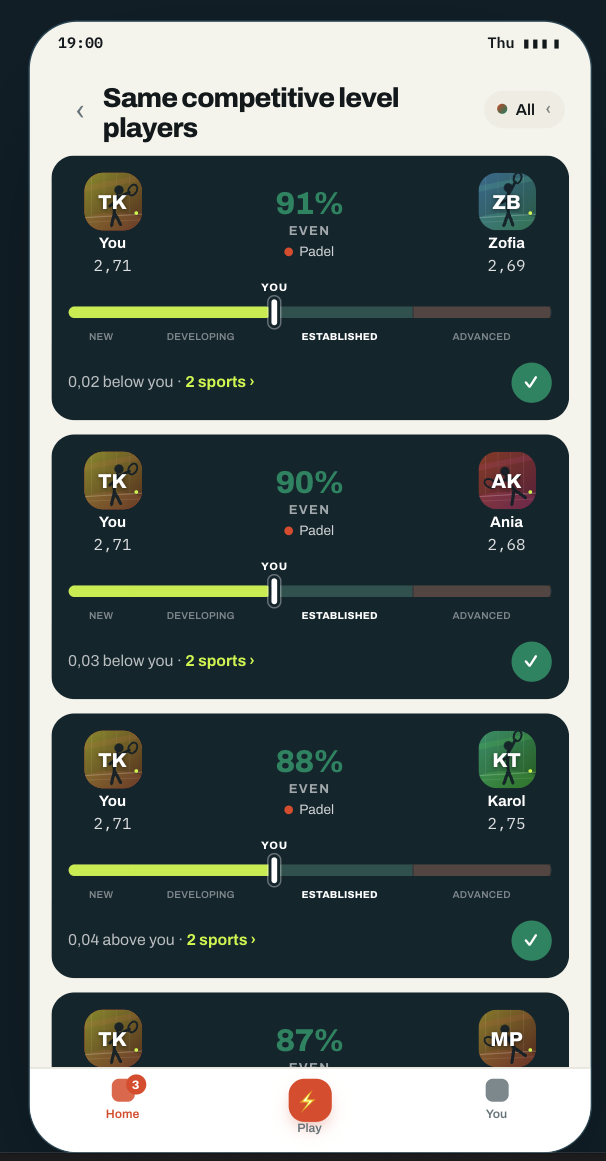 19:00
Thu
‹ Same competitive level players
All ‹
TK
ZB
91%
EVEN
Padel
You
Zofia
2,71
2,69
YOU
NEW DEVELOPING ESTABLISHED ADVANCED
0,02 below you · 2 sports ›
TK
AK
90%
EVEN
Padel
You
Ania
2,71
2,68
YOU
NEW DEVELOPING ESTABLISHED ADVANCED
0,03 below you · 2 sports ›
TK
KT
88%
EVEN
Padel
You
Karol
2,71
2,75
YOU
NEW DEVELOPING ESTABLISHED ADVANCED
0,04 above you · 2 sports ›
TK
MP
87%
EVEN
3
Home
Play
You